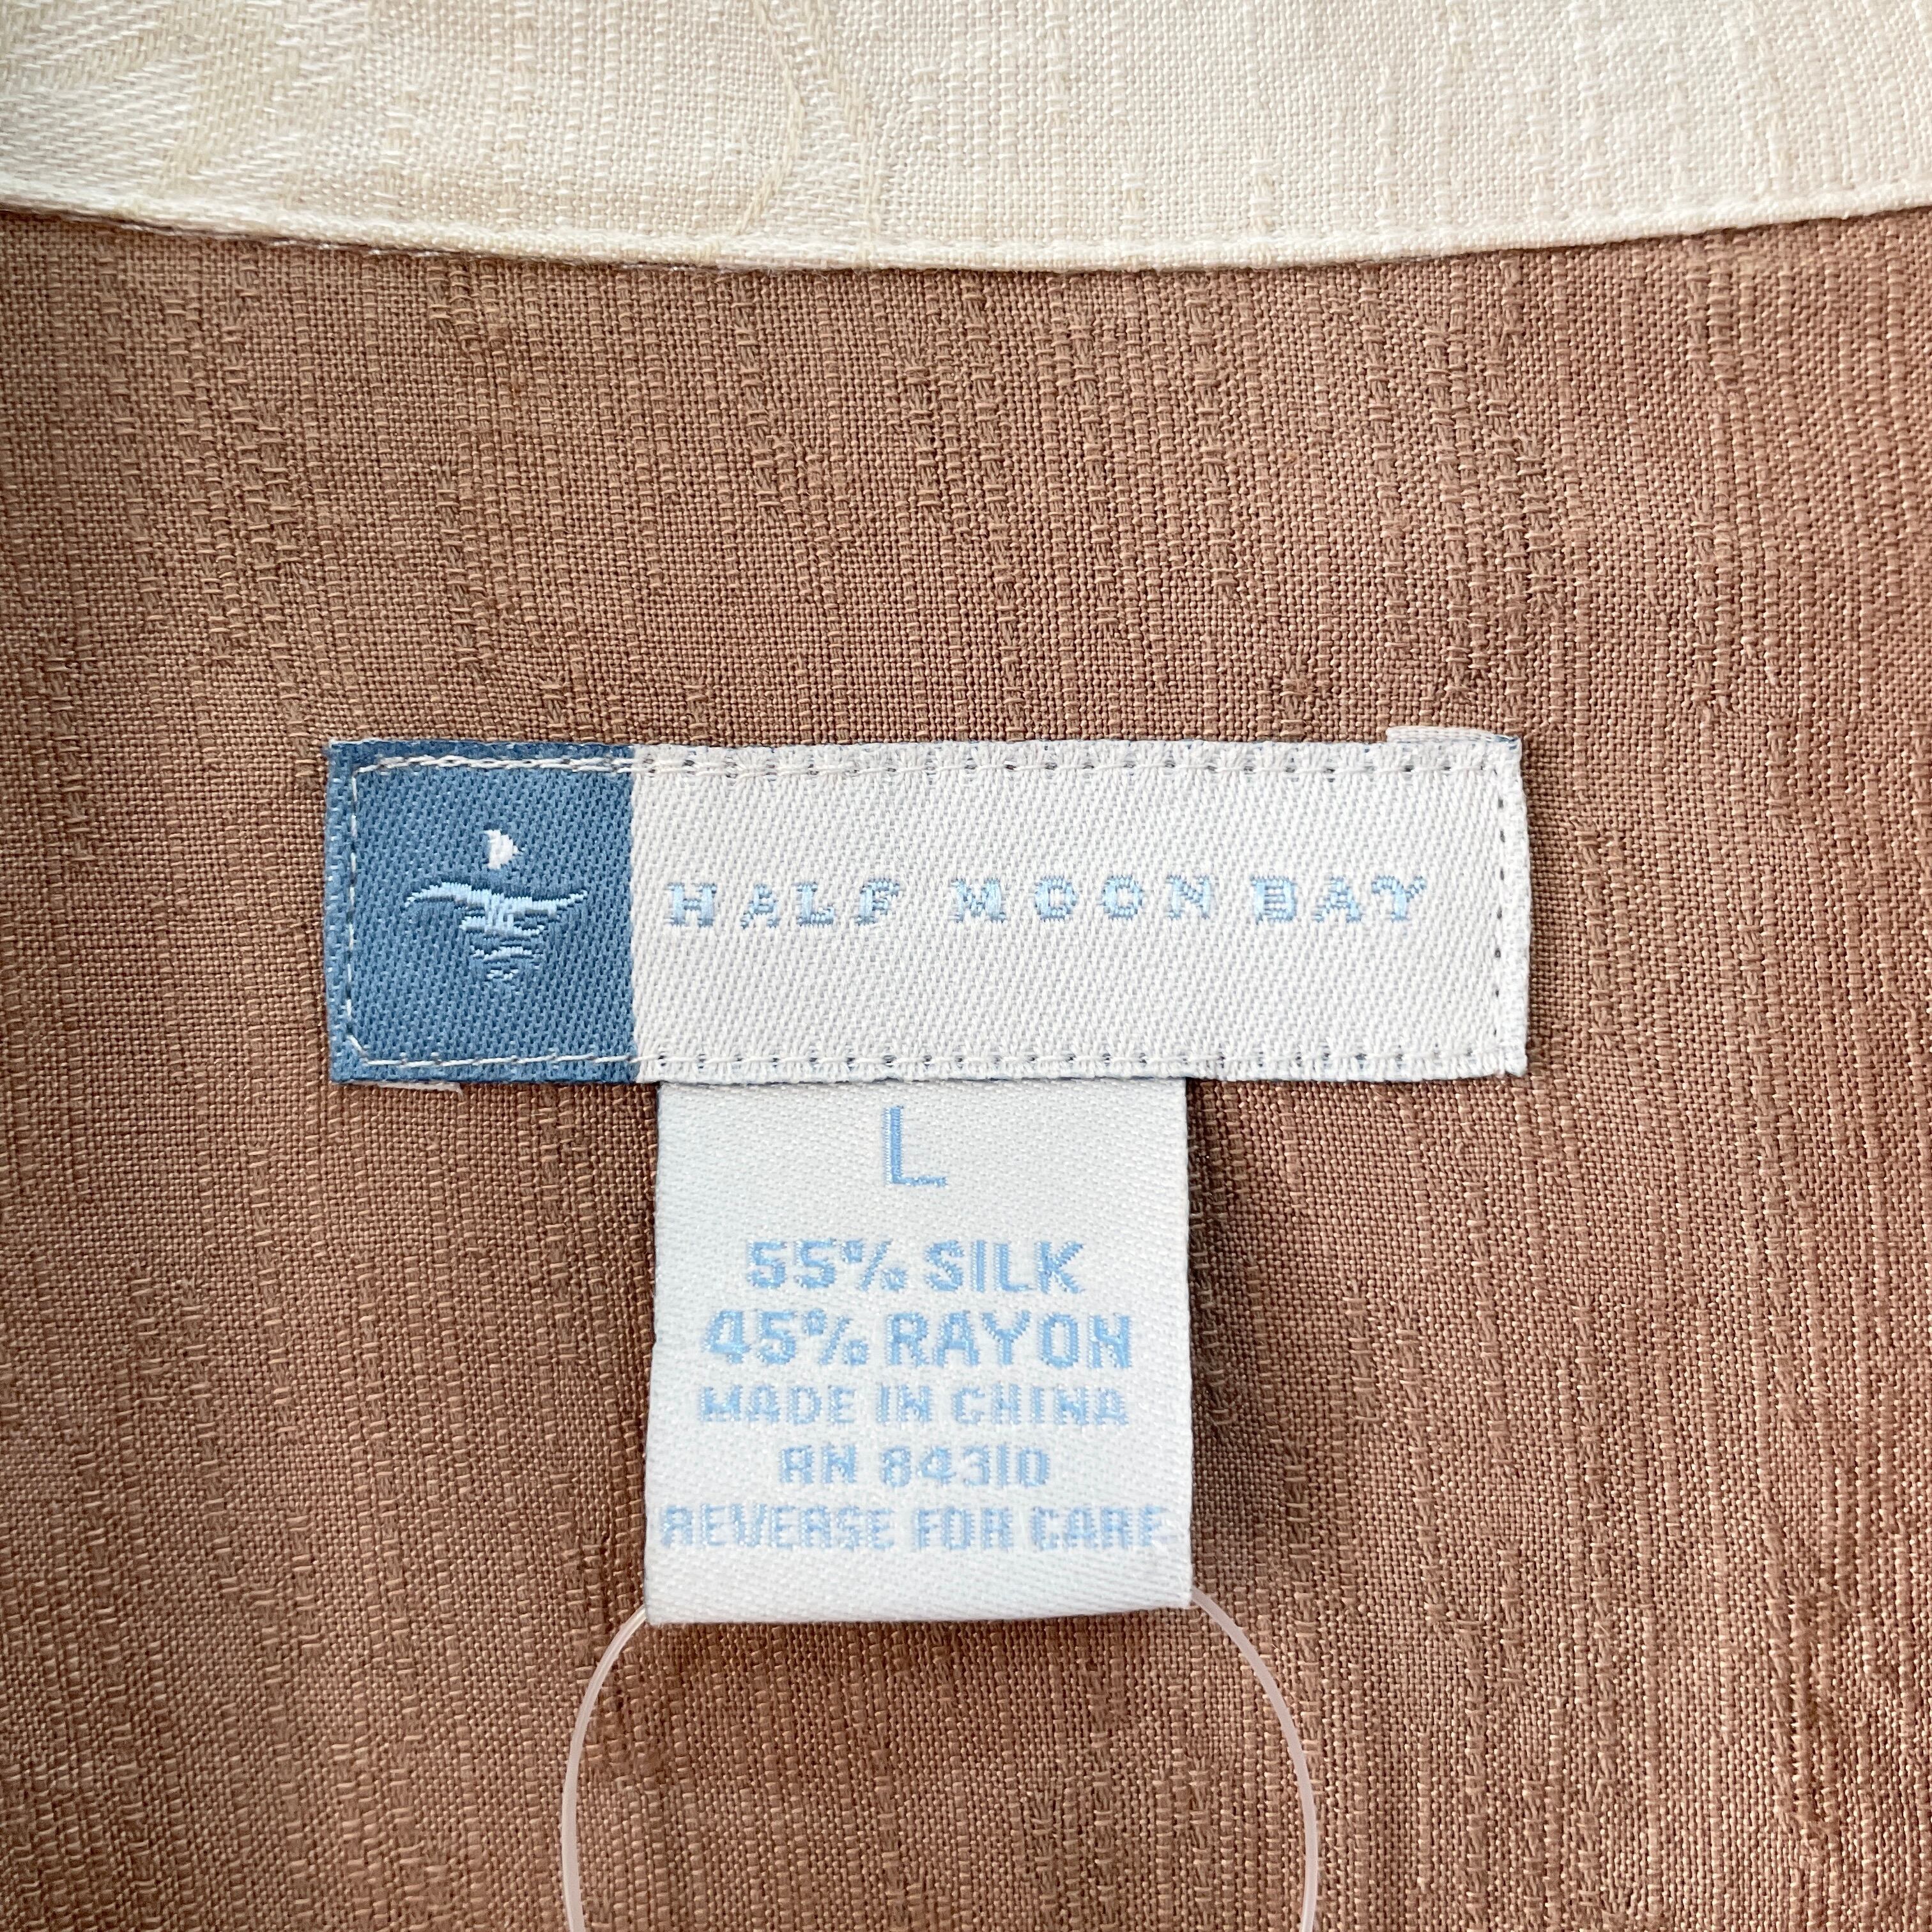 HALF MOON BAY
L
55% SILK
45% RAYON
MADE IN CHINA
RN 84310
REVERSE FOR CARE